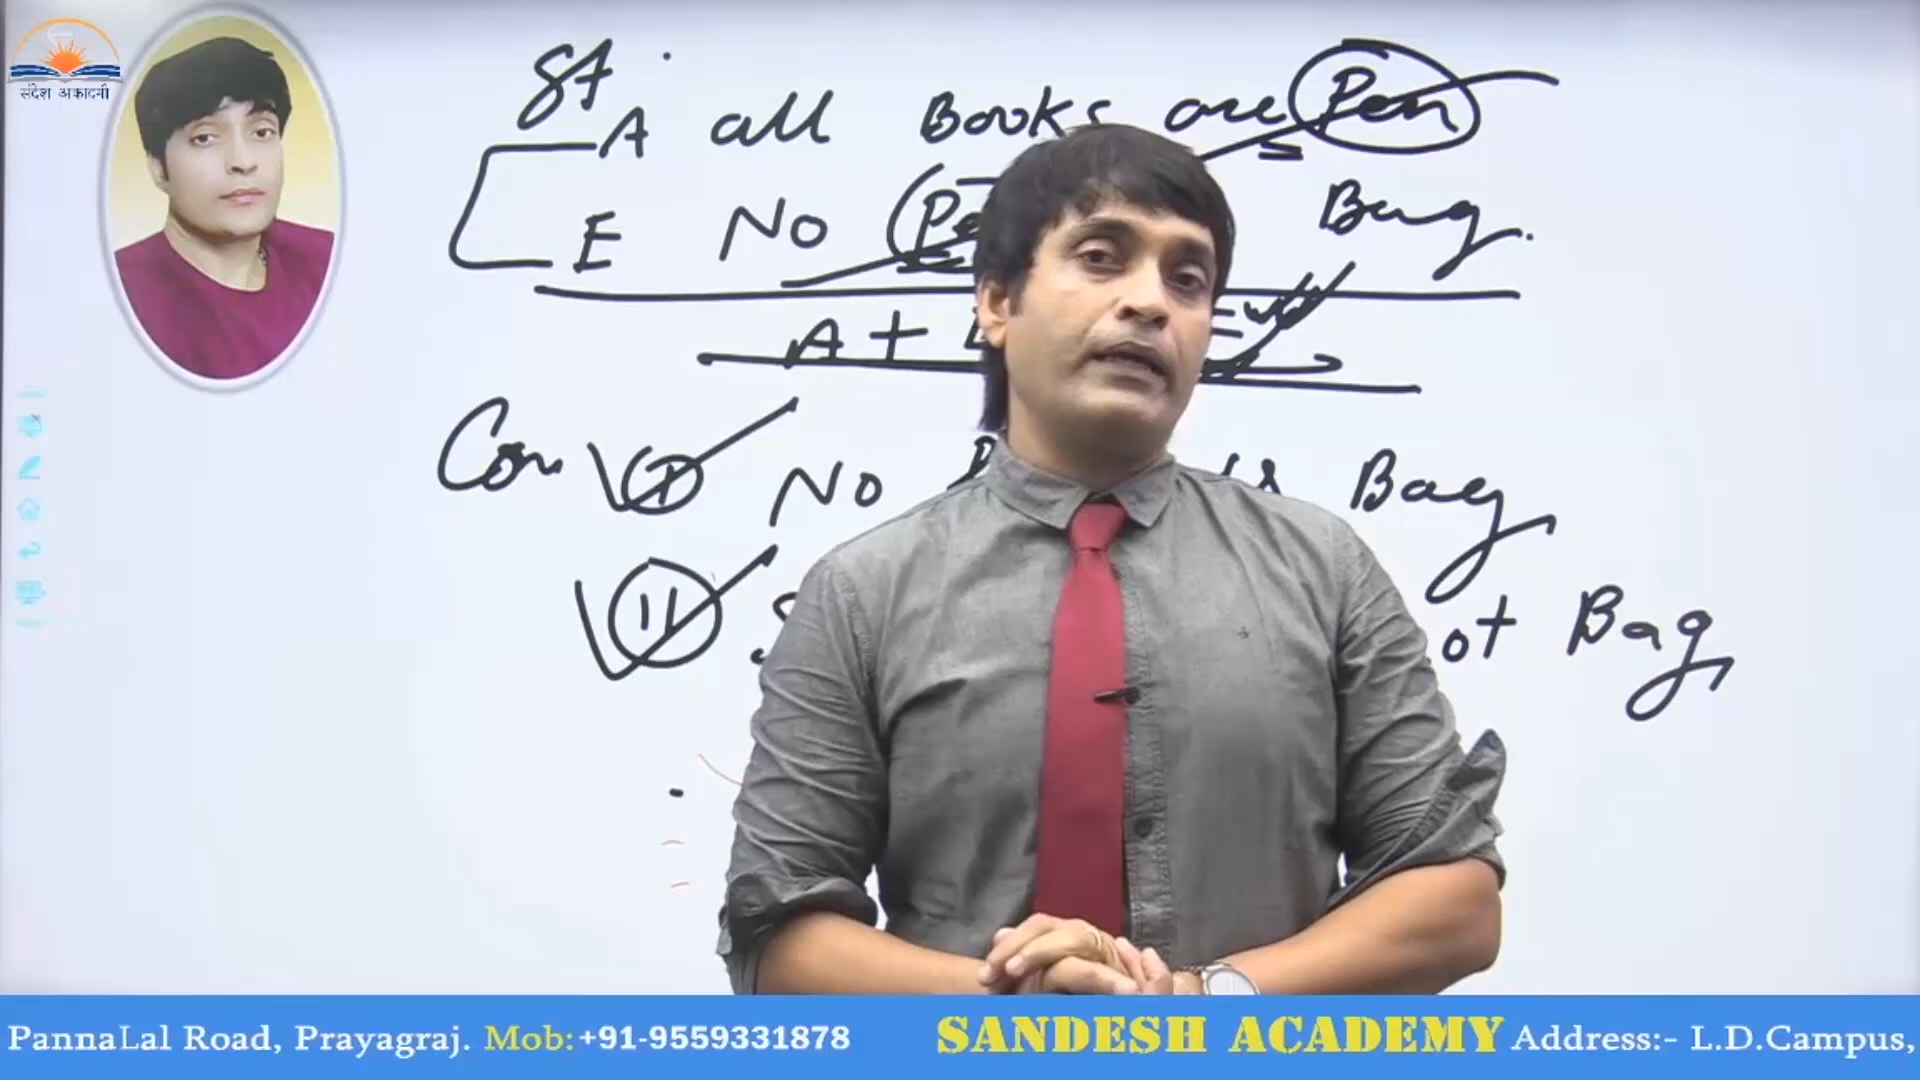 संदेश अकादमी
St.
A all Books are Pen
E No Bag.
A +
Con I No Bag
II ot Bag
PannaLal Road, Prayagraj. Mob:+91-9559331878 SANDESH ACADEMY Address:- L.D.Campus,